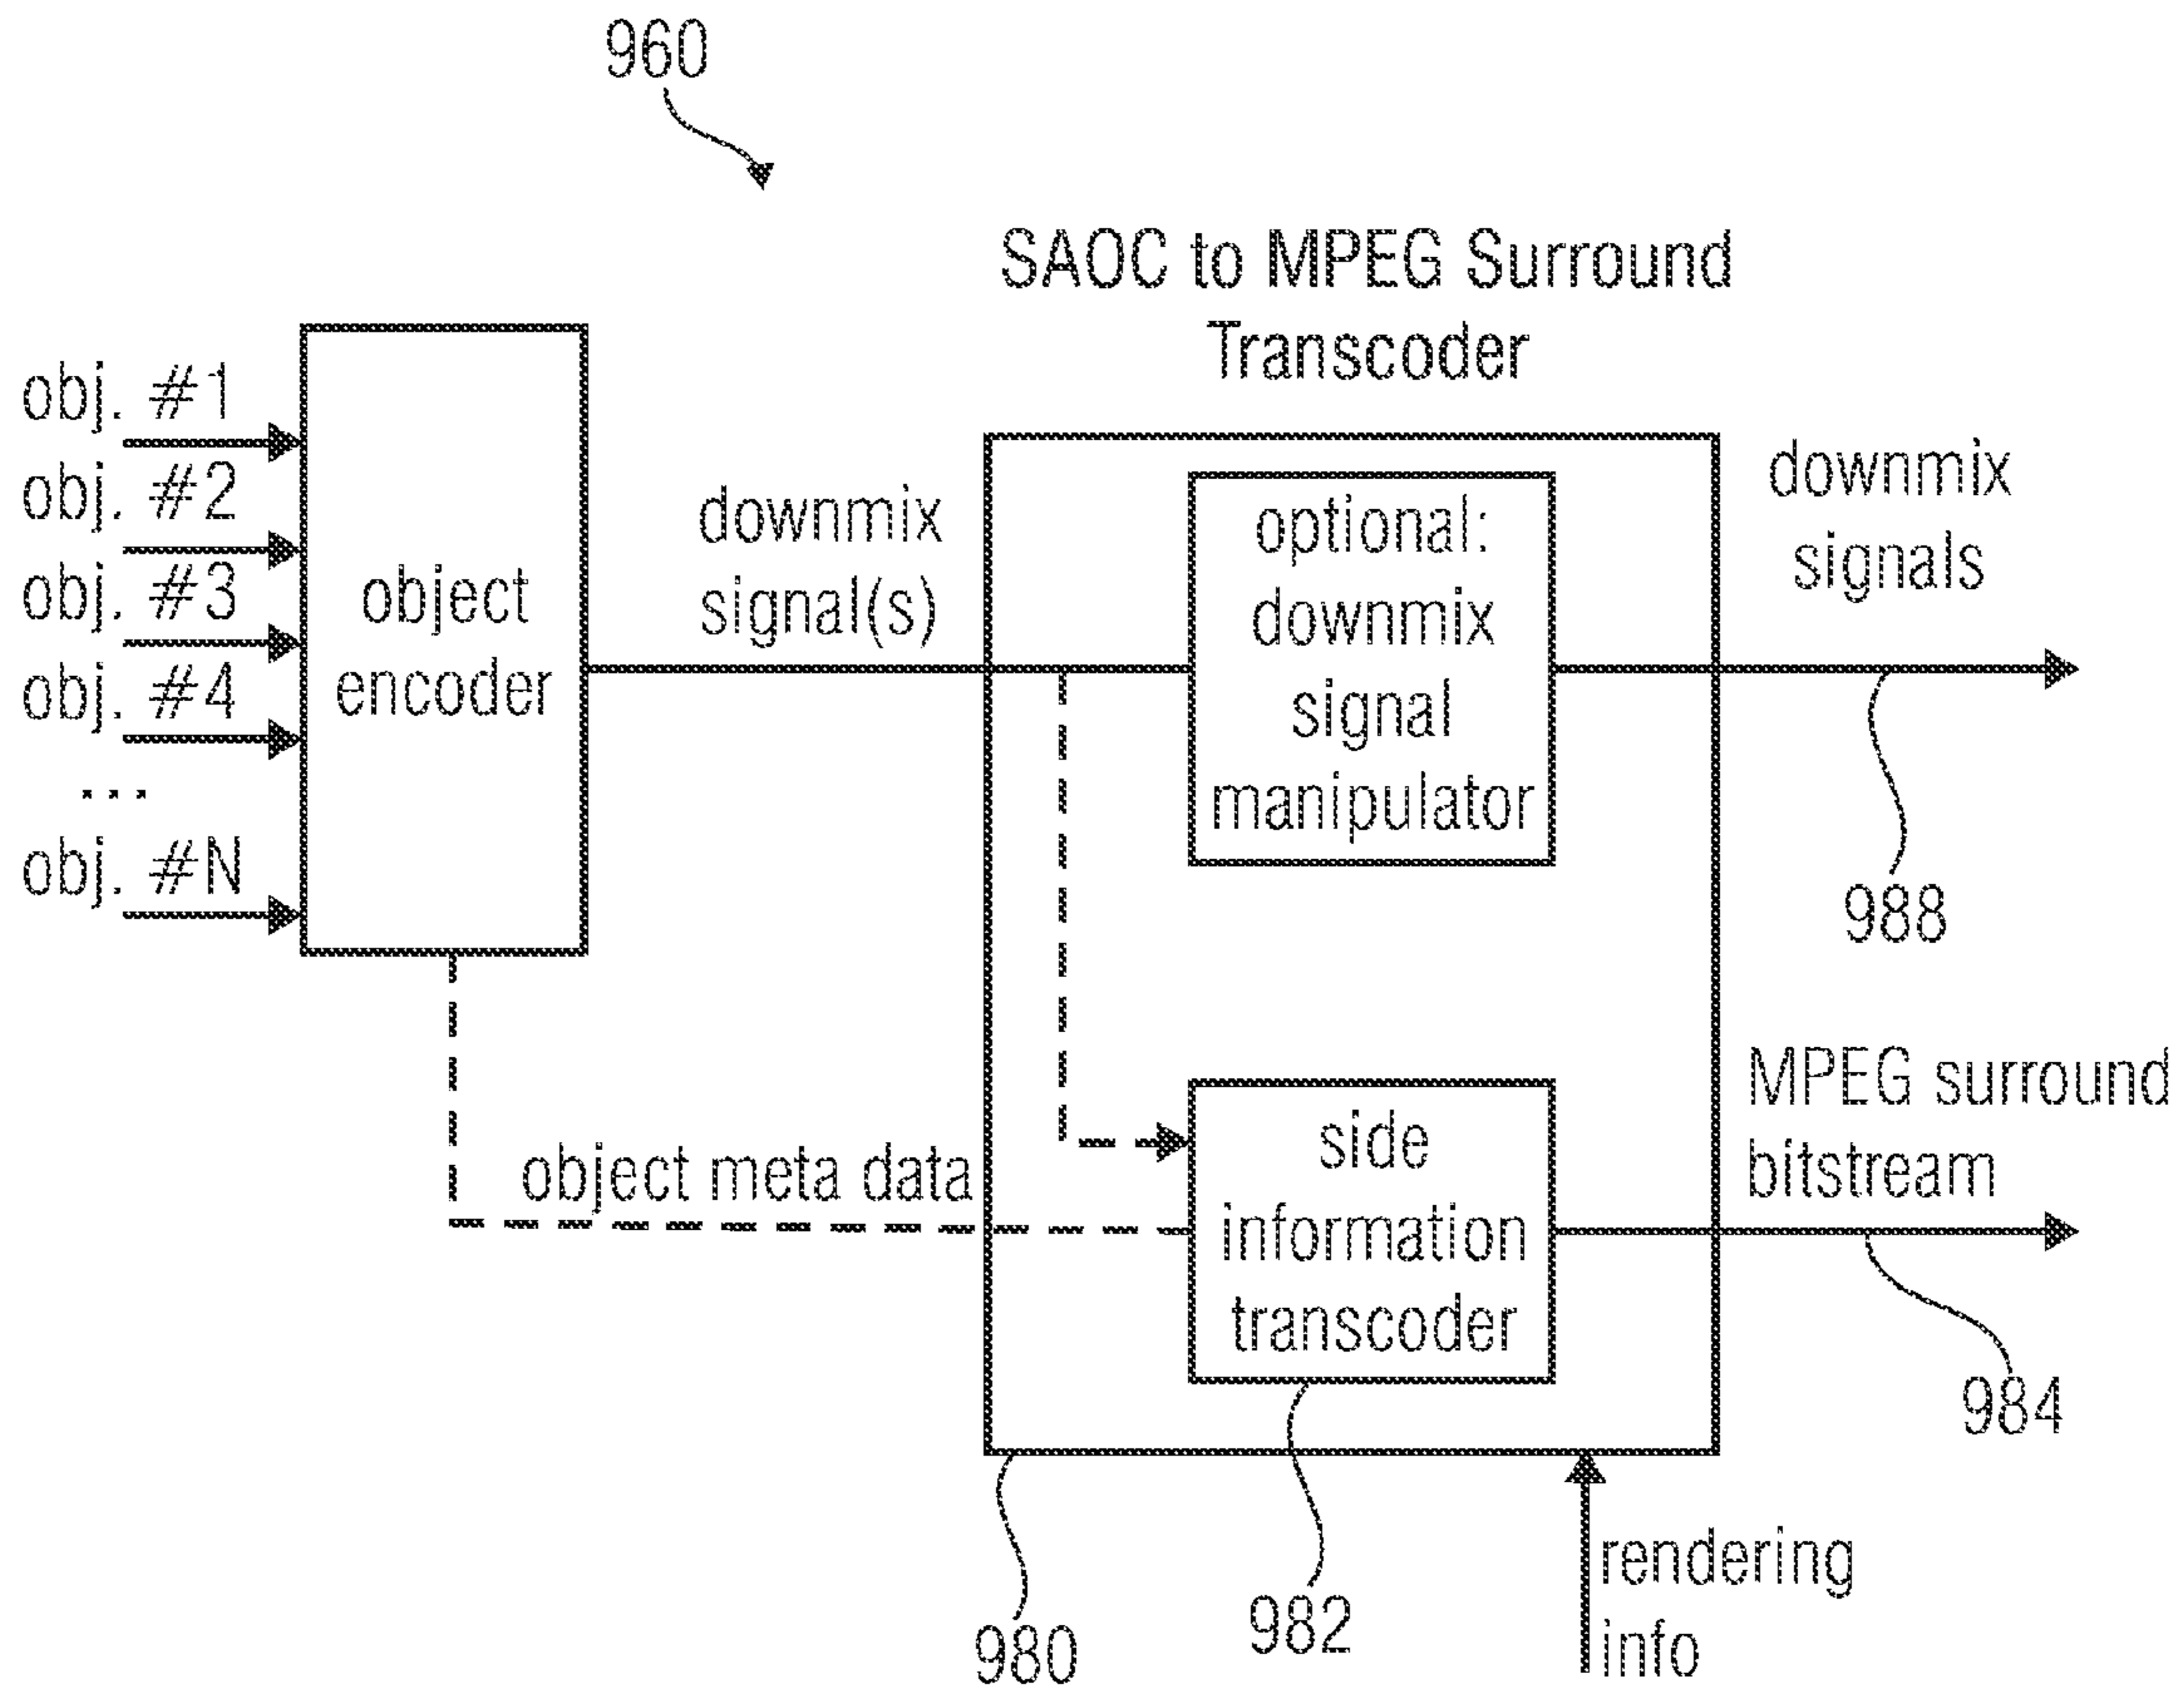 960
SAOC to MPEG Surround
Transcoder
obj. #1
obj. #2
obj. #3
obj. #4
...
obj. #N
object
encoder
downmix
signal(s)
optional:
downmix
signal
manipulator
downmix
signals
988
object meta data
side
information
transcoder
MPEG surround
bitstream
984
980
982
rendering
info